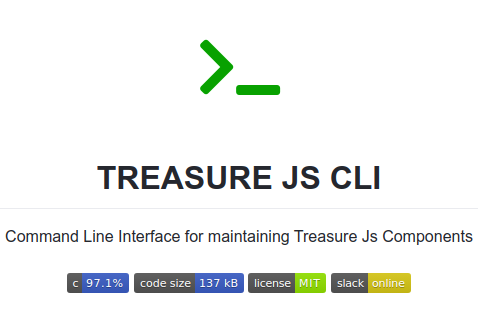 TREASURE JS CLI
Command Line Interface for maintaining Treasure Js Components
c 97.1% code size 137 kB license MIT slack online